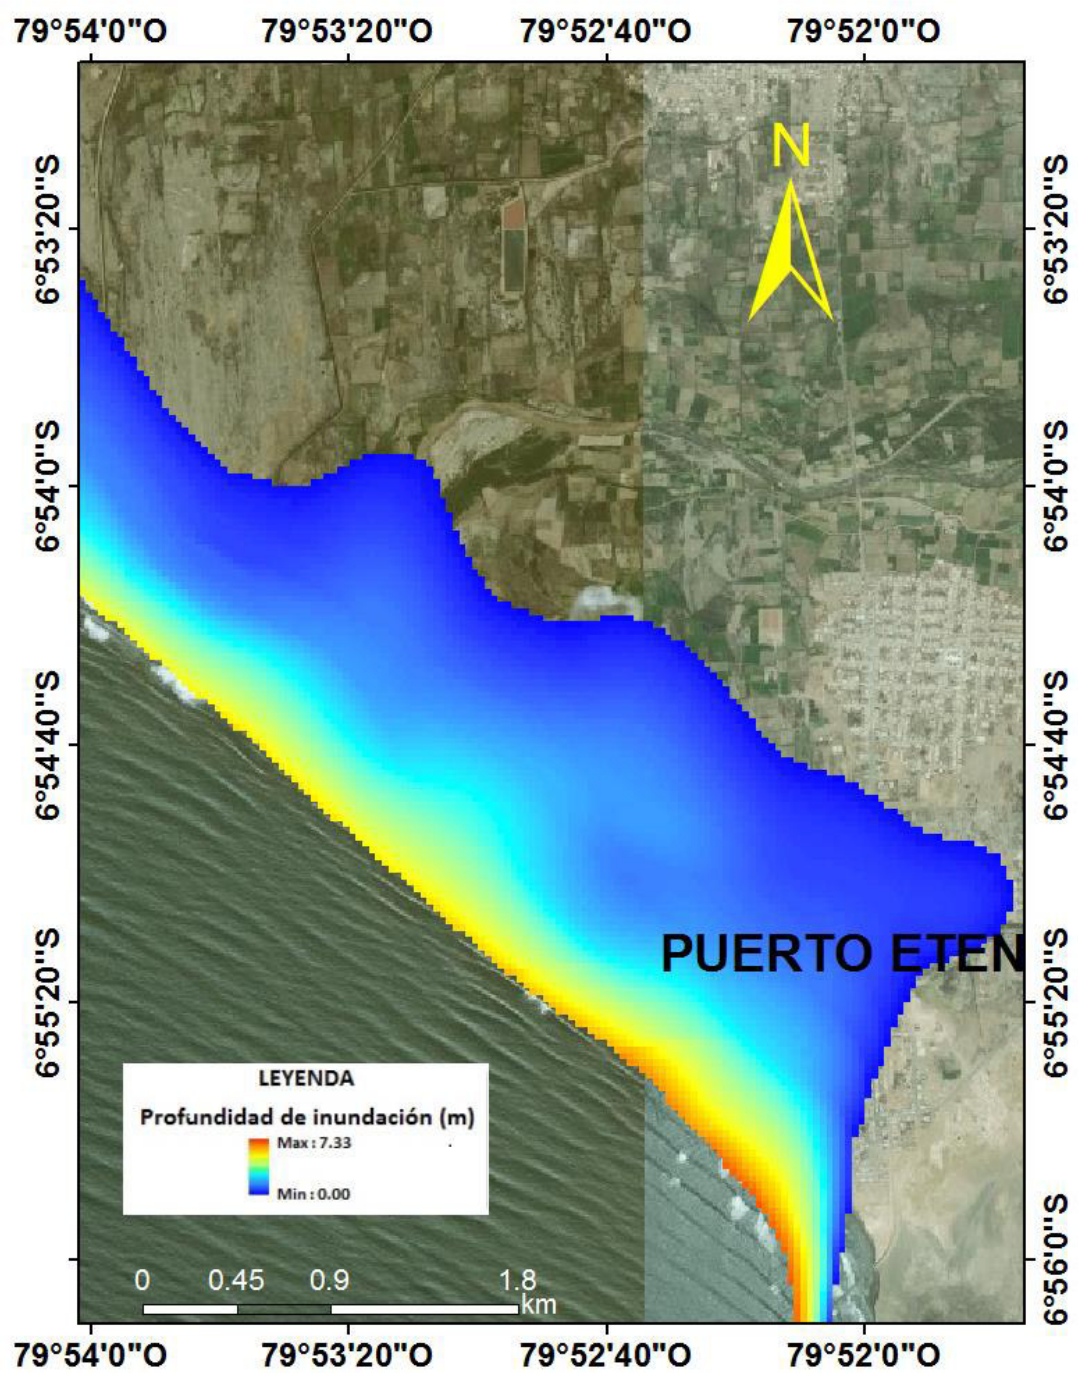 79°54'0"O 79°53'20"O 79°52'40"O 79°52'0"O
N
6°53'20"S 6°53'20"S
6°54'0"S 6°54'0"S
6°54'40"S 6°54'40"S
PUERTO ETEN
6°55'20"S 6°55'20"S
LEYENDA
Profundidad de inundación (m)
Max : 7.33
Min : 0.00
6°56'0"S
0 0.45 0.9 1.8
km
79°54'0"O 79°53'20"O 79°52'40"O 79°52'0"O